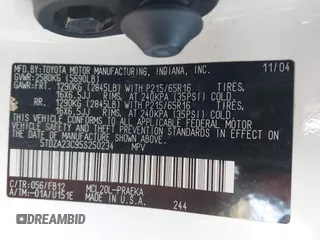 MFD.BY:TOYOTA MOTOR MANUFACTURING, INDIANA, INC.
GVWR:2580KG (5690LB) 11/04
GAWR:FRT. 1290KG (2845LB) WITH P215/65R16 TIRES,
16X6.5JJ RIMS, AT 240KPA (35PSI) COLD
RR. 1290KG (2845LB) WITH P215/65R16 TIRES,
16X6.5JJ RIMS, AT 240KPA (35PSI) COLD
THIS VEHICLE CONFORMS TO ALL APPLICABLE FEDERAL MOTOR VEHICLE SAFETY AND
THEFT PREVENTION STANDARDS IN EFFECT ON THE DATE OF MANUFACTURE SHOWN ABOVE.
5TDZA23C95S250234 MPV
C/TR:056/FB12 MCL20L-PRAEKA
A/TM:-01A/U151E MADE IN U.S.A. 244